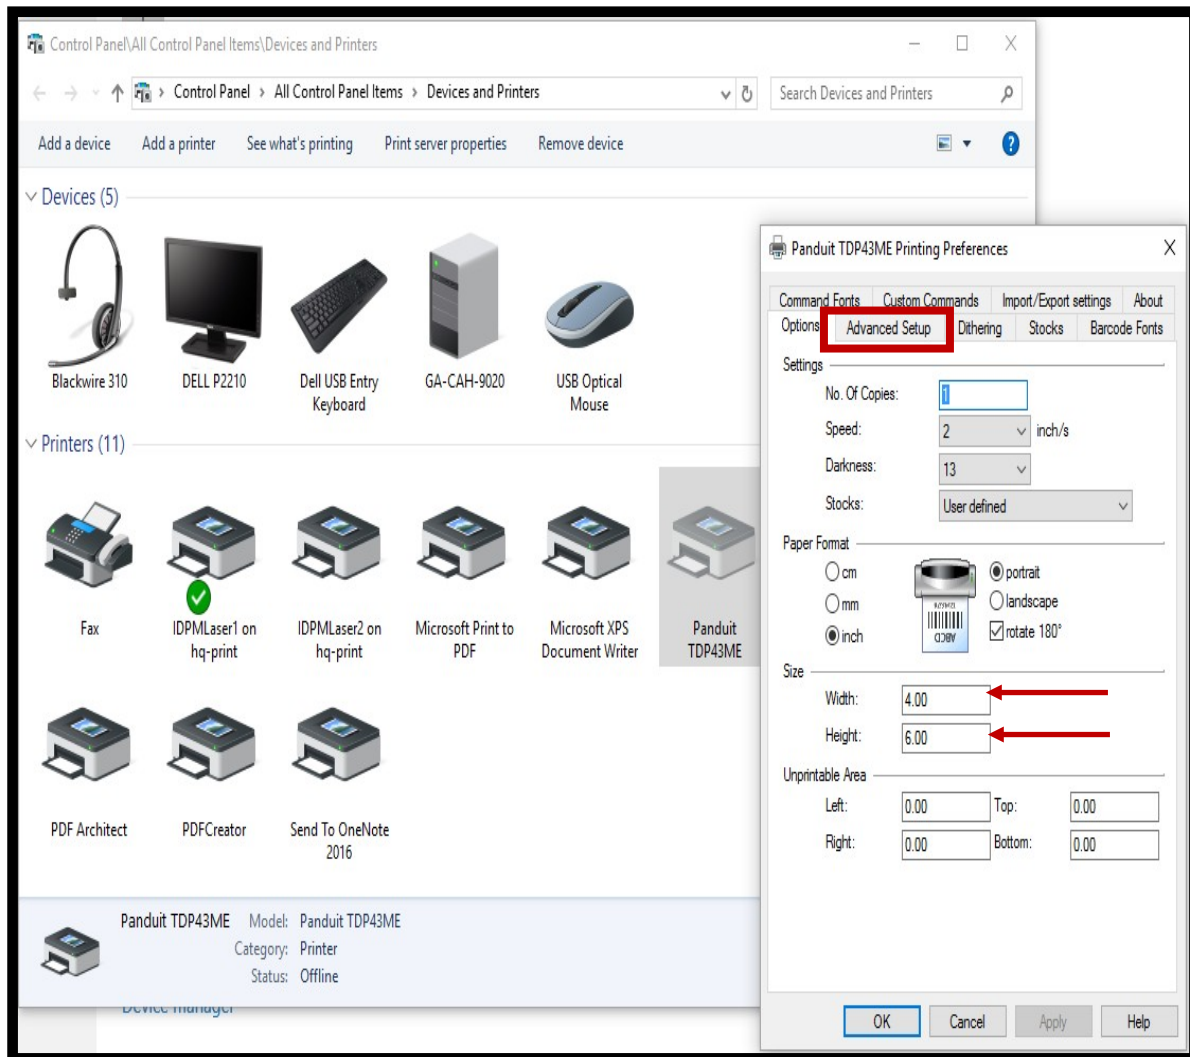 Control Panel\All Control Panel Items\Devices and Printers
Control Panel > All Control Panel Items > Devices and Printers
Search Devices and Printers
Add a device Add a printer See what's printing Print server properties Remove device
Devices (5)
Blackwire 310
DELL P2210
Dell USB Entry
Keyboard
GA-CAH-9020
USB Optical
Mouse
Printers (11)
Fax
IDPMLaser1 on
hq-print
IDPMLaser2 on
hq-print
Microsoft Print to
PDF
Microsoft XPS
Document Writer
Panduit
TDP43ME
PDF Architect
PDFCreator
Send To OneNote
2016
Panduit TDP43ME Model: Panduit TDP43ME
Category: Printer
Status: Offline
Device manager
Panduit TDP43ME Printing Preferences
Command Fonts Custom Commands Import/Export settings About
Options Advanced Setup Dithering Stocks Barcode Fonts
Settings
No. Of Copies: 1
Speed: 2 inch/s
Darkness: 13
Stocks: User defined
Paper Format
cm
mm
inch
ABCD
portrait
landscape
rotate 180°
Size
Width: 4.00
Height: 6.00
Unprintable Area
Left: 0.00 Top: 0.00
Right: 0.00 Bottom: 0.00
OK Cancel Apply Help